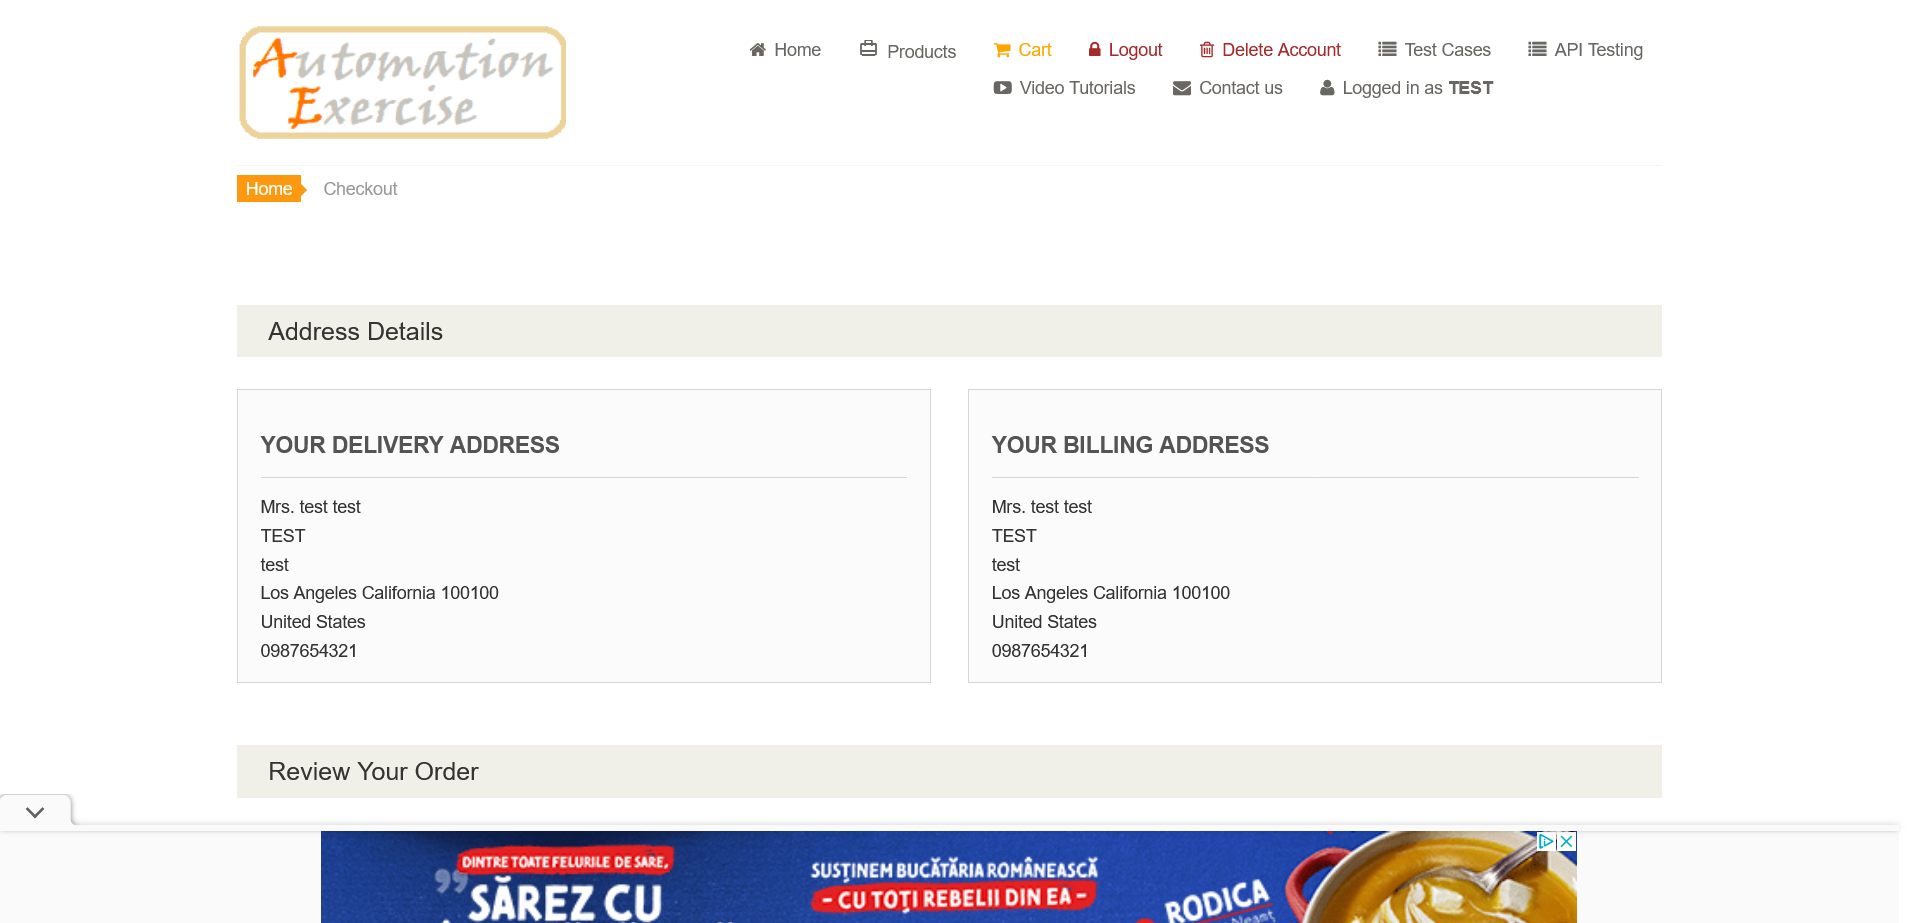 Automation
Exercise
Home
Products
Cart
Logout
Delete Account
Test Cases
API Testing
Video Tutorials
Contact us
Logged in as TEST
Home
Checkout
Address Details
YOUR DELIVERY ADDRESS
Mrs. test test
TEST
test
Los Angeles California 100100
United States
0987654321
YOUR BILLING ADDRESS
Mrs. test test
TEST
test
Los Angeles California 100100
United States
0987654321
Review Your Order
DINTRE TOATE FELURILE DE SARE,
SĂREZ CU
SUSȚINEM BUCĂTĂRIA ROMÂNEASCĂ
- CU TOȚI REBELII DIN EA -
RODICA
Neamț